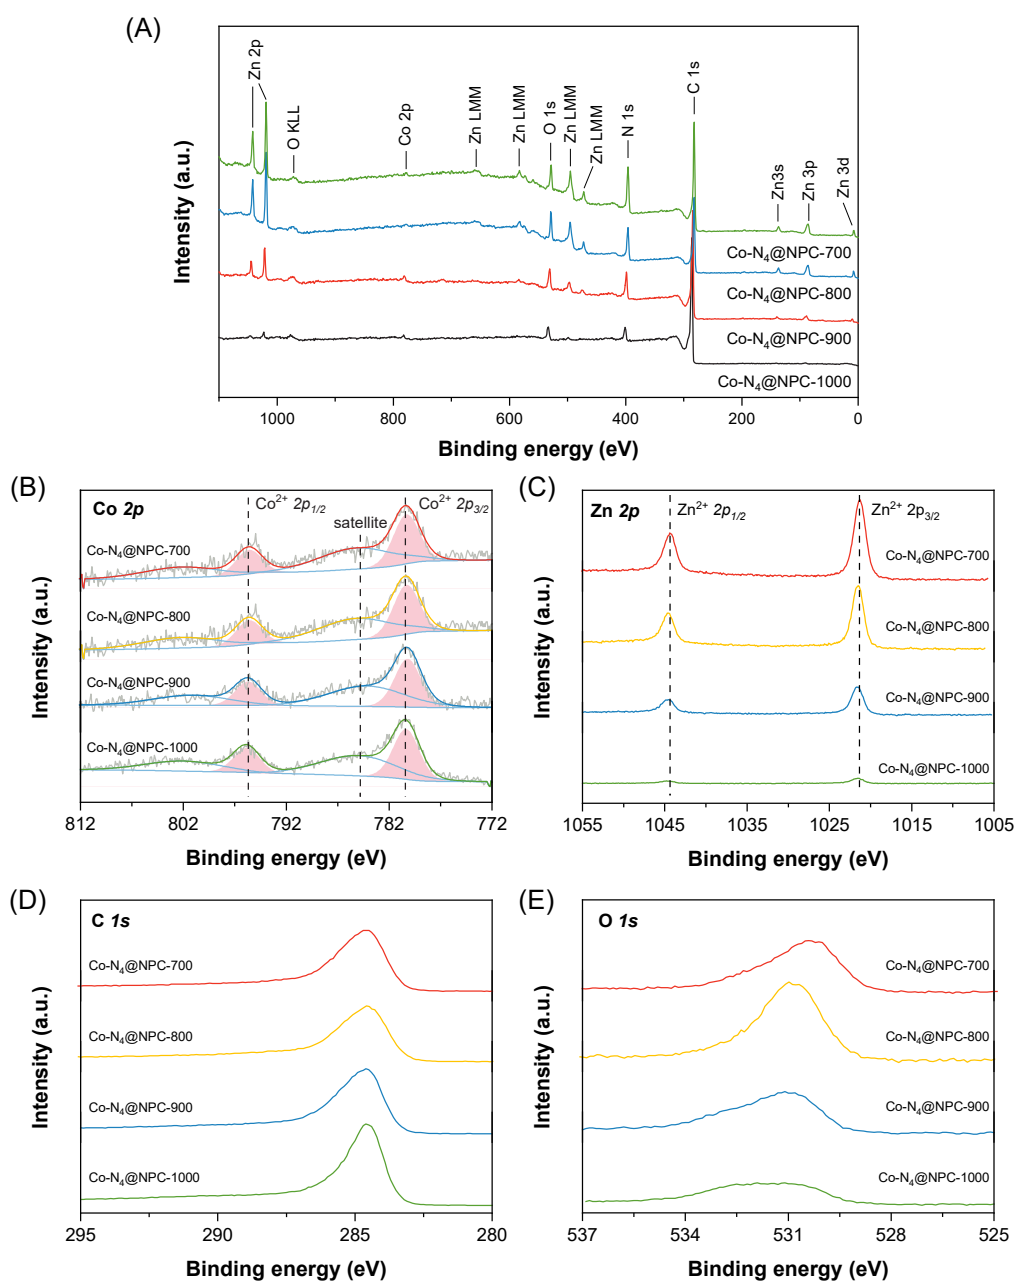 (A)
Zn 2p
O KLL
Co 2p
Zn LMM
Zn LMM
O 1s
Zn LMM
Zn LMM
N 1s
C 1s
Zn3s
Zn 3p
Zn 3d
Intensity (a.u.)
Co-N4@NPC-700
Co-N4@NPC-800
Co-N4@NPC-900
Co-N4@NPC-1000
1000 800 600 400 200 0
Binding energy (eV)
(B)
Co 2p
Co2+ 2p1/2
satellite
Co2+ 2p3/2
Co-N4@NPC-700
Co-N4@NPC-800
Co-N4@NPC-900
Co-N4@NPC-1000
Intensity (a.u.)
812 802 792 782 772
Binding energy (eV)
(C)
Zn 2p
Zn2+ 2p1/2
Zn2+ 2p3/2
Co-N4@NPC-700
Co-N4@NPC-800
Co-N4@NPC-900
Co-N4@NPC-1000
Intensity (a.u.)
1055 1045 1035 1025 1015 1005
Binding energy (eV)
(D)
C 1s
Co-N4@NPC-700
Co-N4@NPC-800
Co-N4@NPC-900
Co-N4@NPC-1000
Intensity (a.u.)
295 290 285 280
Binding energy (eV)
(E)
O 1s
Co-N4@NPC-700
Co-N4@NPC-800
Co-N4@NPC-900
Co-N4@NPC-1000
Intensity (a.u.)
537 534 531 528 525
Binding energy (eV)